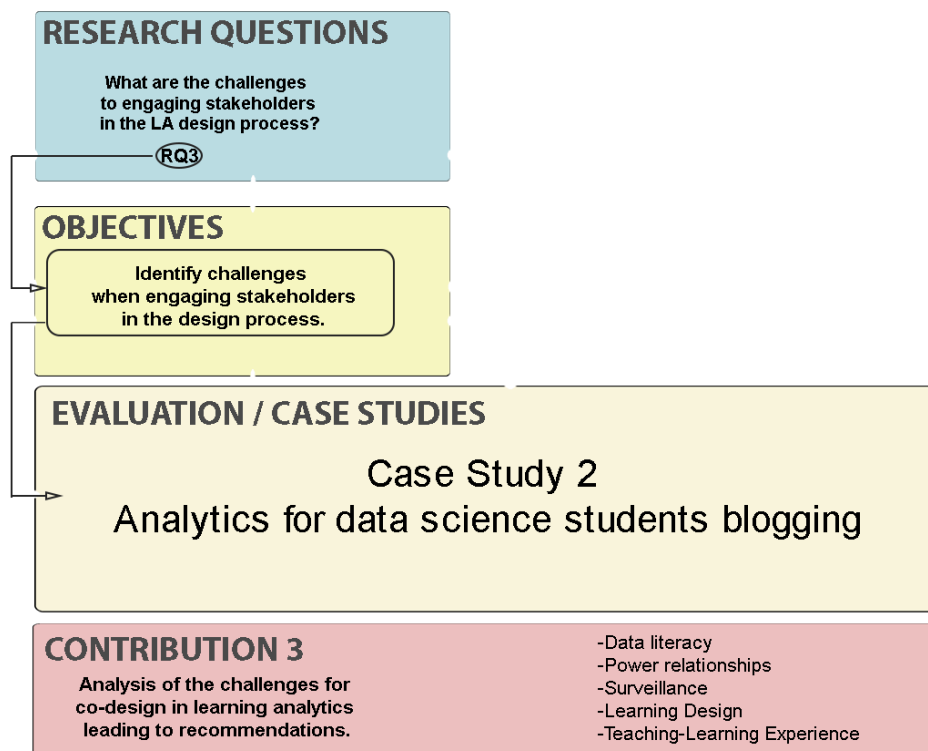 RESEARCH QUESTIONS
What are the challenges
to engaging stakeholders
in the LA design process?
RQ3
OBJECTIVES
Identify challenges
when engaging stakeholders
in the design process.
EVALUATION / CASE STUDIES
Case Study 2
Analytics for data science students blogging
CONTRIBUTION 3
Analysis of the challenges for
co-design in learning analytics
leading to recommendations.
-Data literacy
-Power relationships
-Surveillance
-Learning Design
-Teaching-Learning Experience